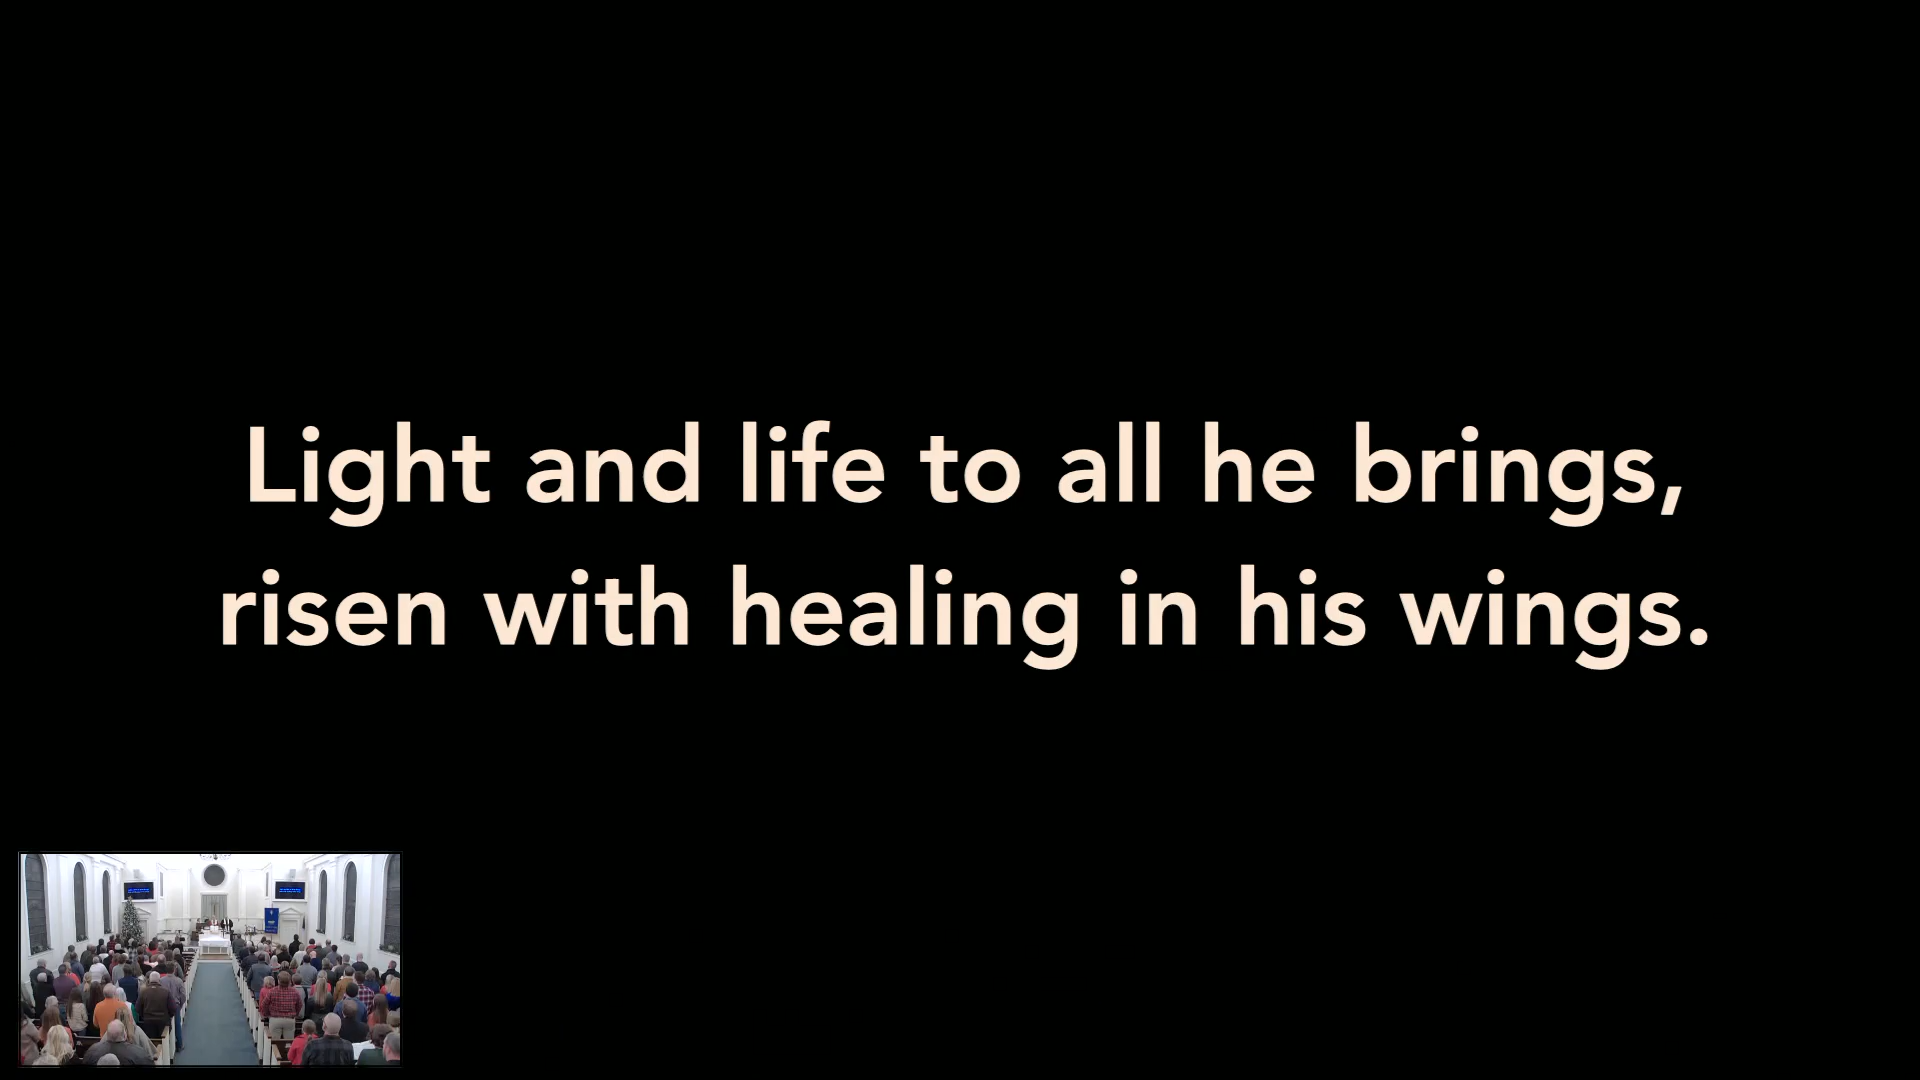 Light and life to all he brings,
risen with healing in his wings.